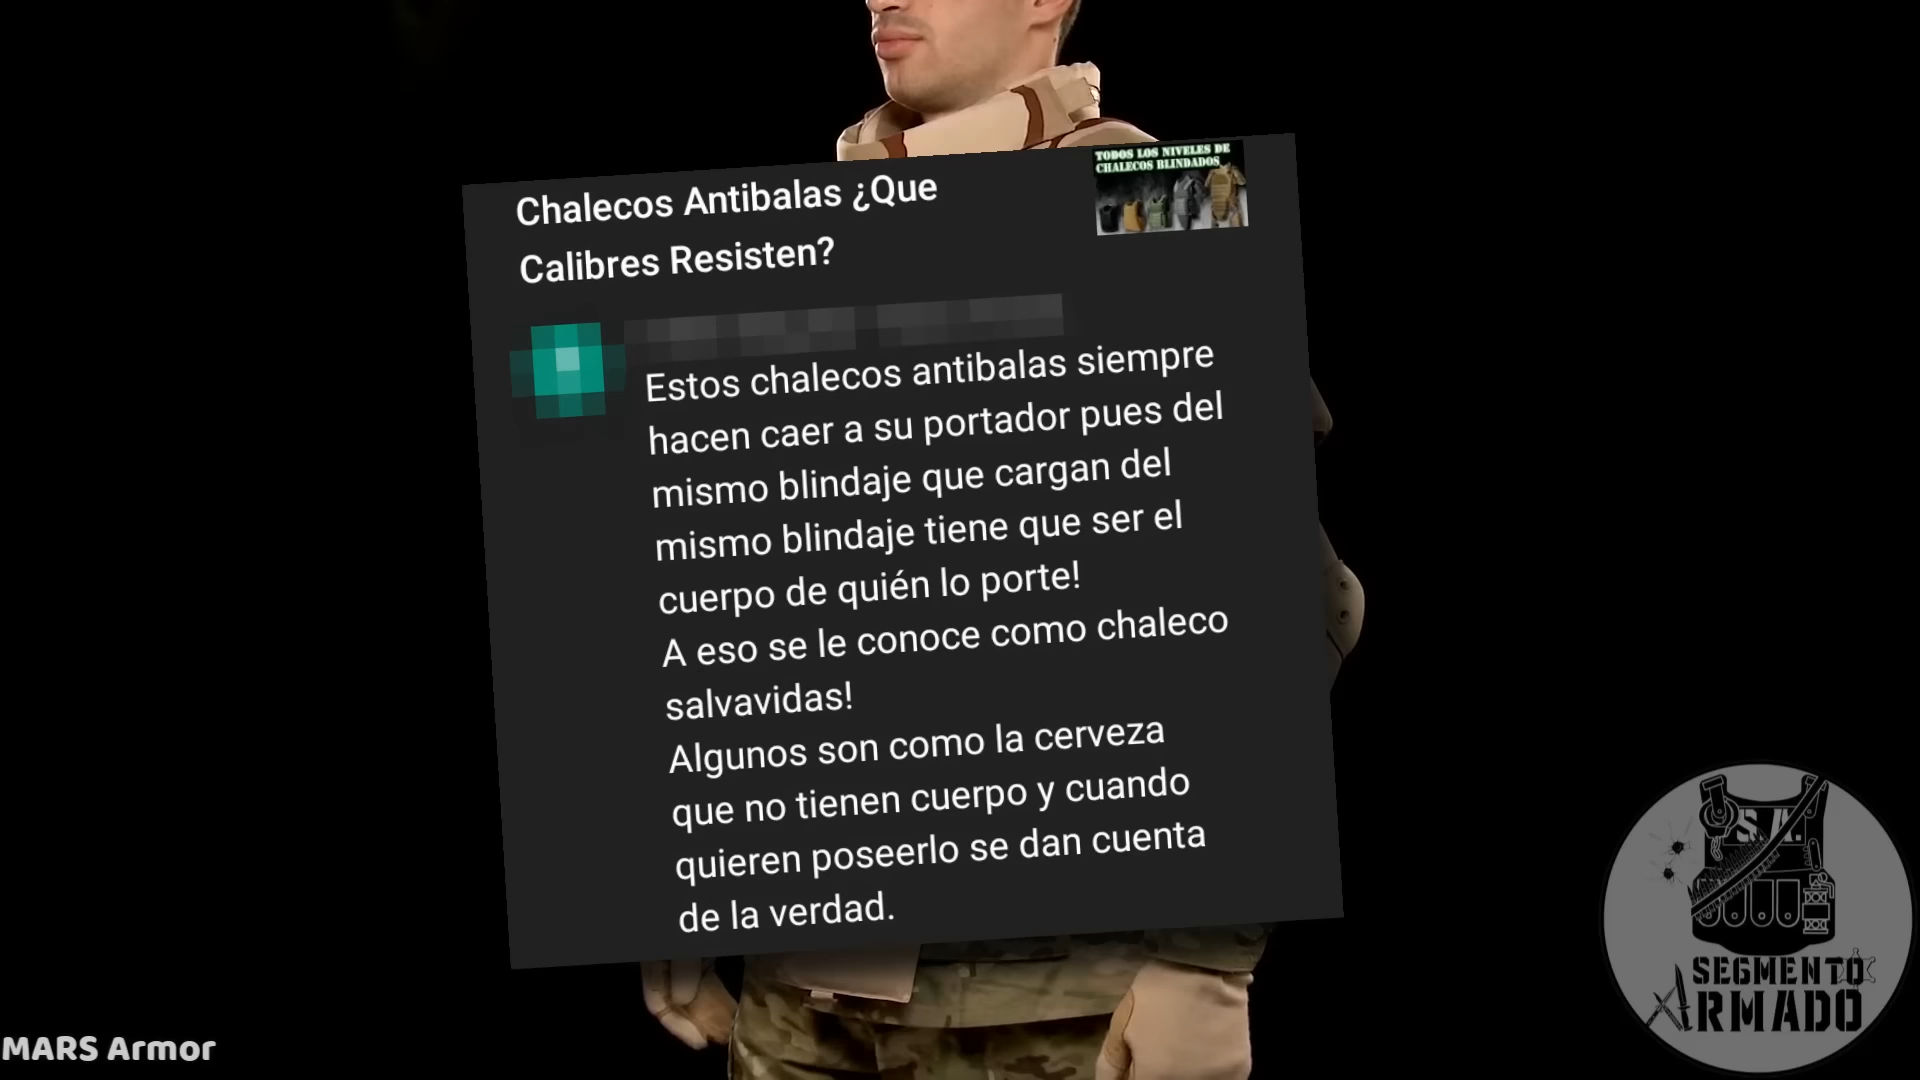 TODOS LOS NIVELES DE
CHALECOS BLINDADOS
Chalecos Antibalas ¿Que
Calibres Resisten?
Estos chalecos antibalas siempre
hacen caer a su portador pues del
mismo blindaje que cargan del
mismo blindaje tiene que ser el
cuerpo de quién lo porte!
A eso se le conoce como chaleco
salvavidas!
Algunos son como la cerveza
que no tienen cuerpo y cuando
quieren poseerlo se dan cuenta
de la verdad.
MARS Armor
S.A.
SEGMENTO
ARMADO